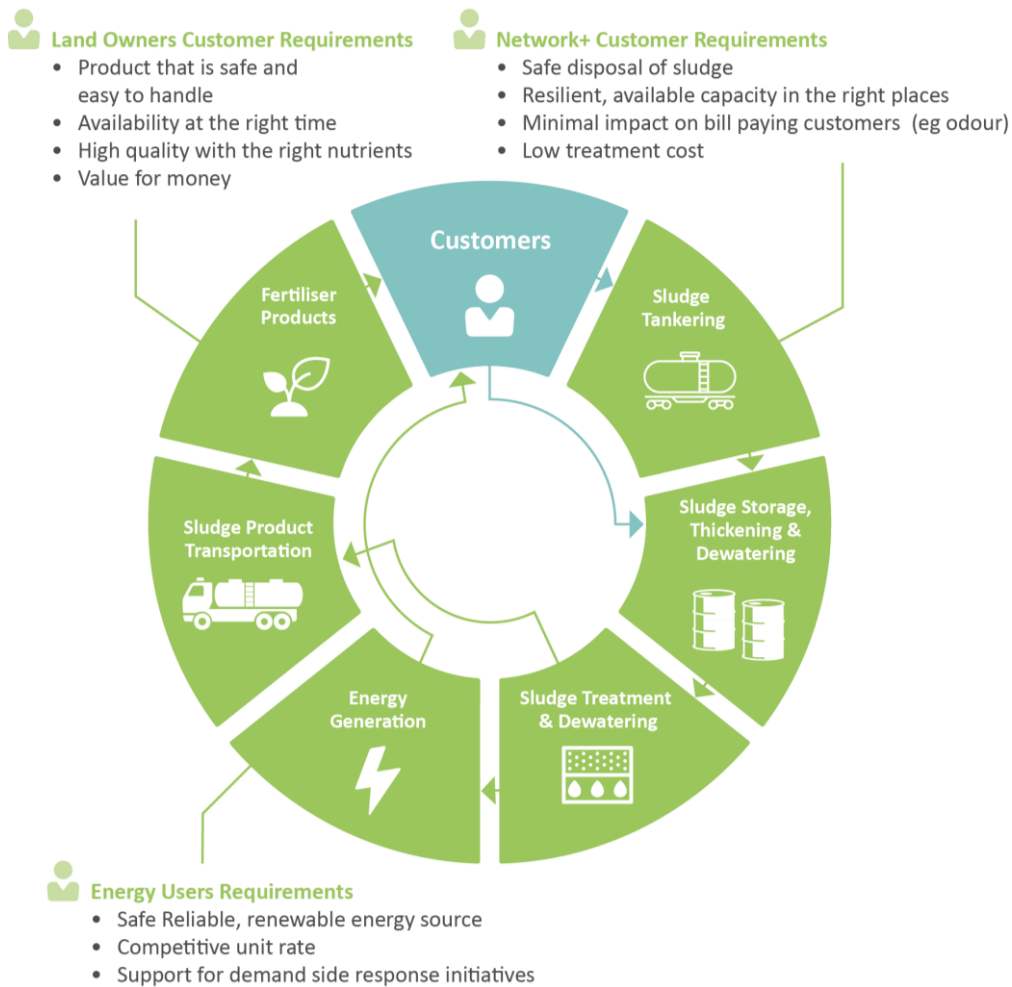 Land Owners Customer Requirements
• Product that is safe and
easy to handle
• Availability at the right time
• High quality with the right nutrients
• Value for money
Network+ Customer Requirements
• Safe disposal of sludge
• Resilient, available capacity in the right places
• Minimal impact on bill paying customers (eg odour)
• Low treatment cost
Customers
Sludge
Tankering
Sludge Storage,
Thickening &
Dewatering
Sludge Treatment
& Dewatering
Energy
Generation
Sludge Product
Transportation
Fertiliser
Products
Energy Users Requirements
• Safe Reliable, renewable energy source
• Competitive unit rate
• Support for demand side response initiatives